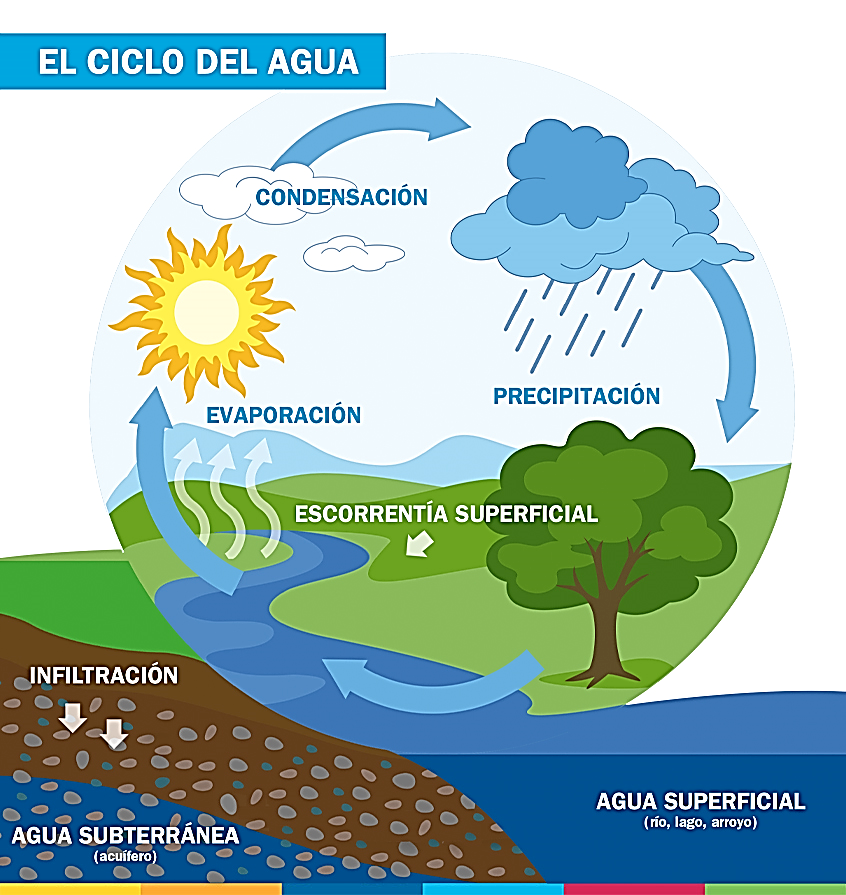 EL CICLO DEL AGUA
CONDENSACIÓN
PRECIPITACIÓN
EVAPORACIÓN
ESCORRENTÍA SUPERFICIAL
INFILTRACIÓN
AGUA SUPERFICIAL
(río, lago, arroyo)
AGUA SUBTERRÁNEA
(acuífero)